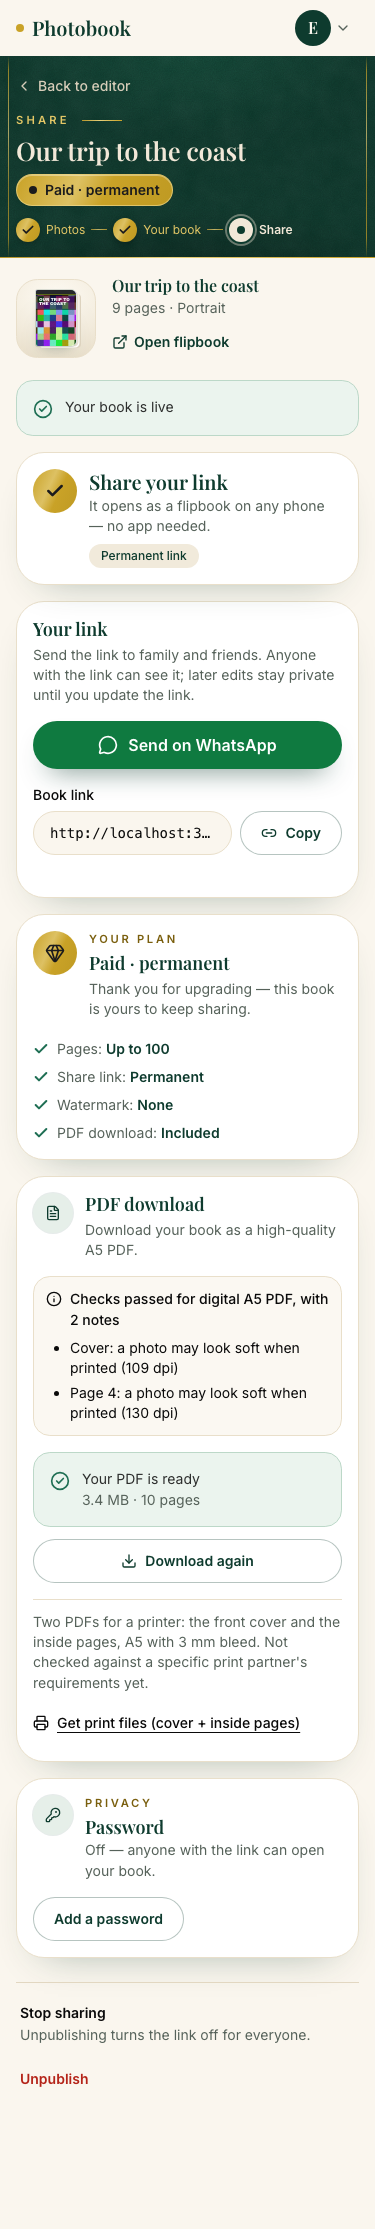 Photobook
E
Back to editor
SHARE
Our trip to the coast
Paid · permanent
Photos
Your book
Share
OUR TRIP TO
THE COAST
Our trip to the coast
9 pages · Portrait
Open flipbook
Your book is live
Share your link
It opens as a flipbook on any phone
— no app needed.
Permanent link
Your link
Send the link to family and friends. Anyone
with the link can see it; later edits stay private
until you update the link.
Send on WhatsApp
Book link
http://localhost:3…
Copy
YOUR PLAN
Paid · permanent
Thank you for upgrading — this book
is yours to keep sharing.
Pages: Up to 100
Share link: Permanent
Watermark: None
PDF download: Included
PDF download
Download your book as a high-quality
A5 PDF.
Checks passed for digital A5 PDF, with
2 notes
Cover: a photo may look soft when
printed (109 dpi)
Page 4: a photo may look soft when
printed (130 dpi)
Your PDF is ready
3.4 MB · 10 pages
Download again
Two PDFs for a printer: the front cover and the
inside pages, A5 with 3 mm bleed. Not
checked against a specific print partner's
requirements yet.
Get print files (cover + inside pages)
PRIVACY
Password
Off — anyone with the link can open
your book.
Add a password
Stop sharing
Unpublishing turns the link off for everyone.
Unpublish